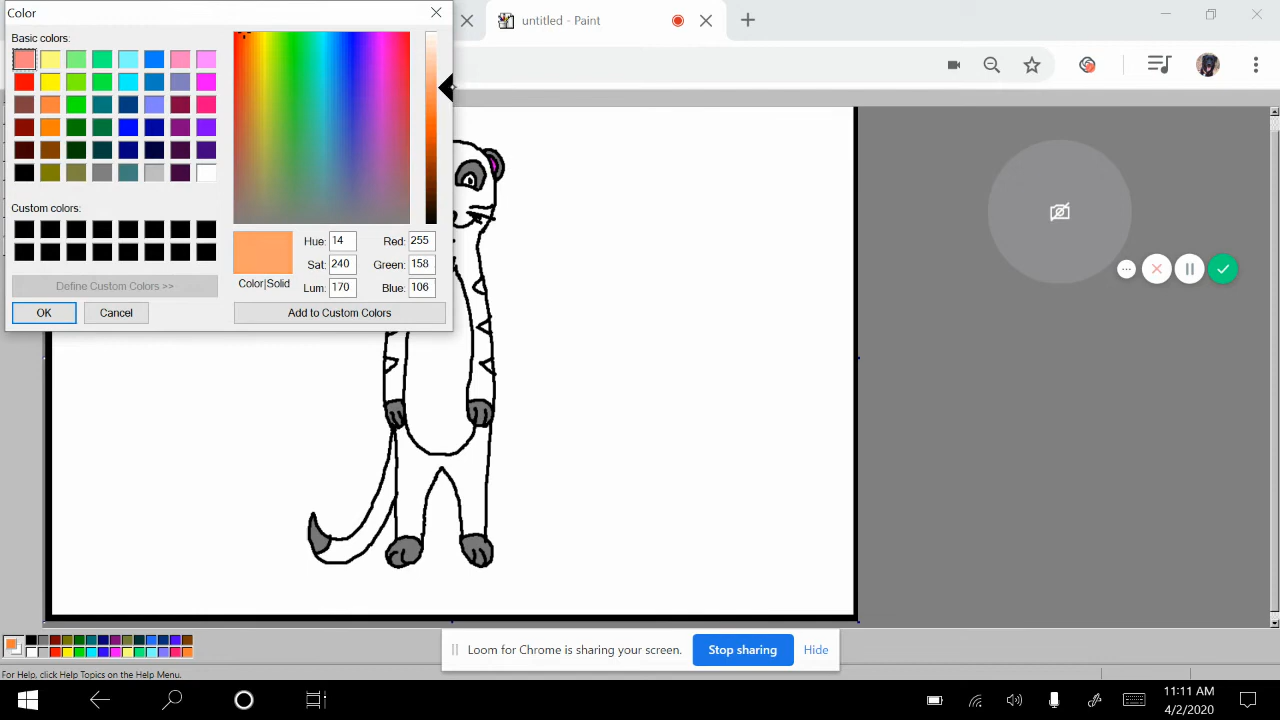 Color
untitled - Paint
Basic colors:
Custom colors:
Hue: 14 Red: 255
Sat: 240 Green: 158
Color|Solid Lum: 170 Blue: 106
Define Custom Colors >>
OK Cancel Add to Custom Colors
Loom for Chrome is sharing your screen. Stop sharing Hide
For Help, click Help Topics on the Help Menu.
11:11 AM
4/2/2020